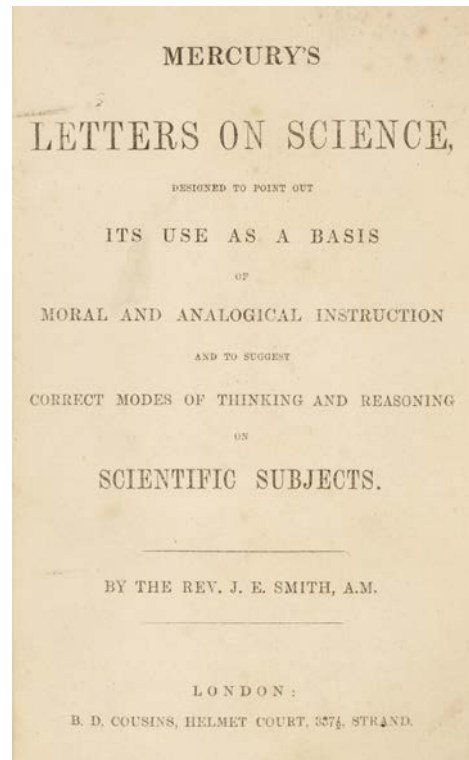 MERCURY'S
LETTERS ON SCIENCE,
DESIGNED TO POINT OUT
ITS USE AS A BASIS
OF
MORAL AND ANALOGICAL INSTRUCTION
AND TO SUGGEST
CORRECT MODES OF THINKING AND REASONING
ON
SCIENTIFIC SUBJECTS.
BY THE REV. J. E. SMITH, A.M.
LONDON:
B. D. COUSINS, HELMET COURT, 337½, STRAND.